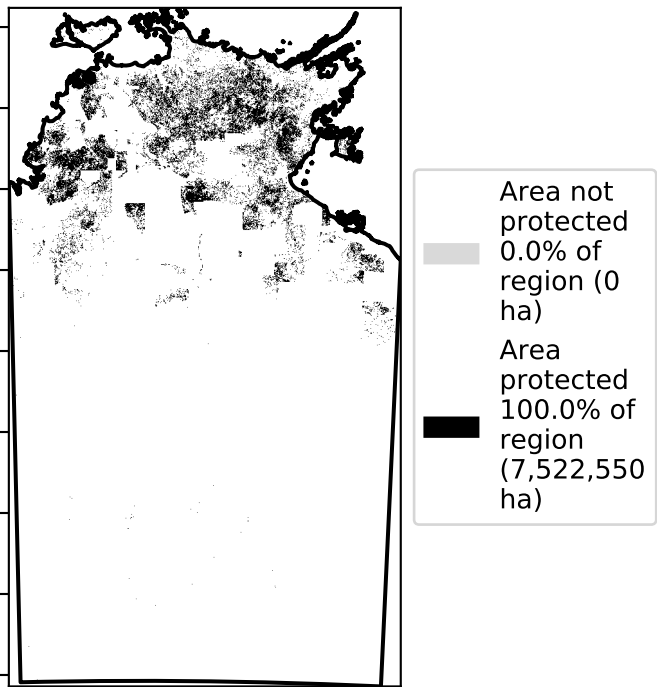 Area not
protected
0.0% of
region (0
ha)
Area
protected
100.0% of
region
(7,522,550
ha)